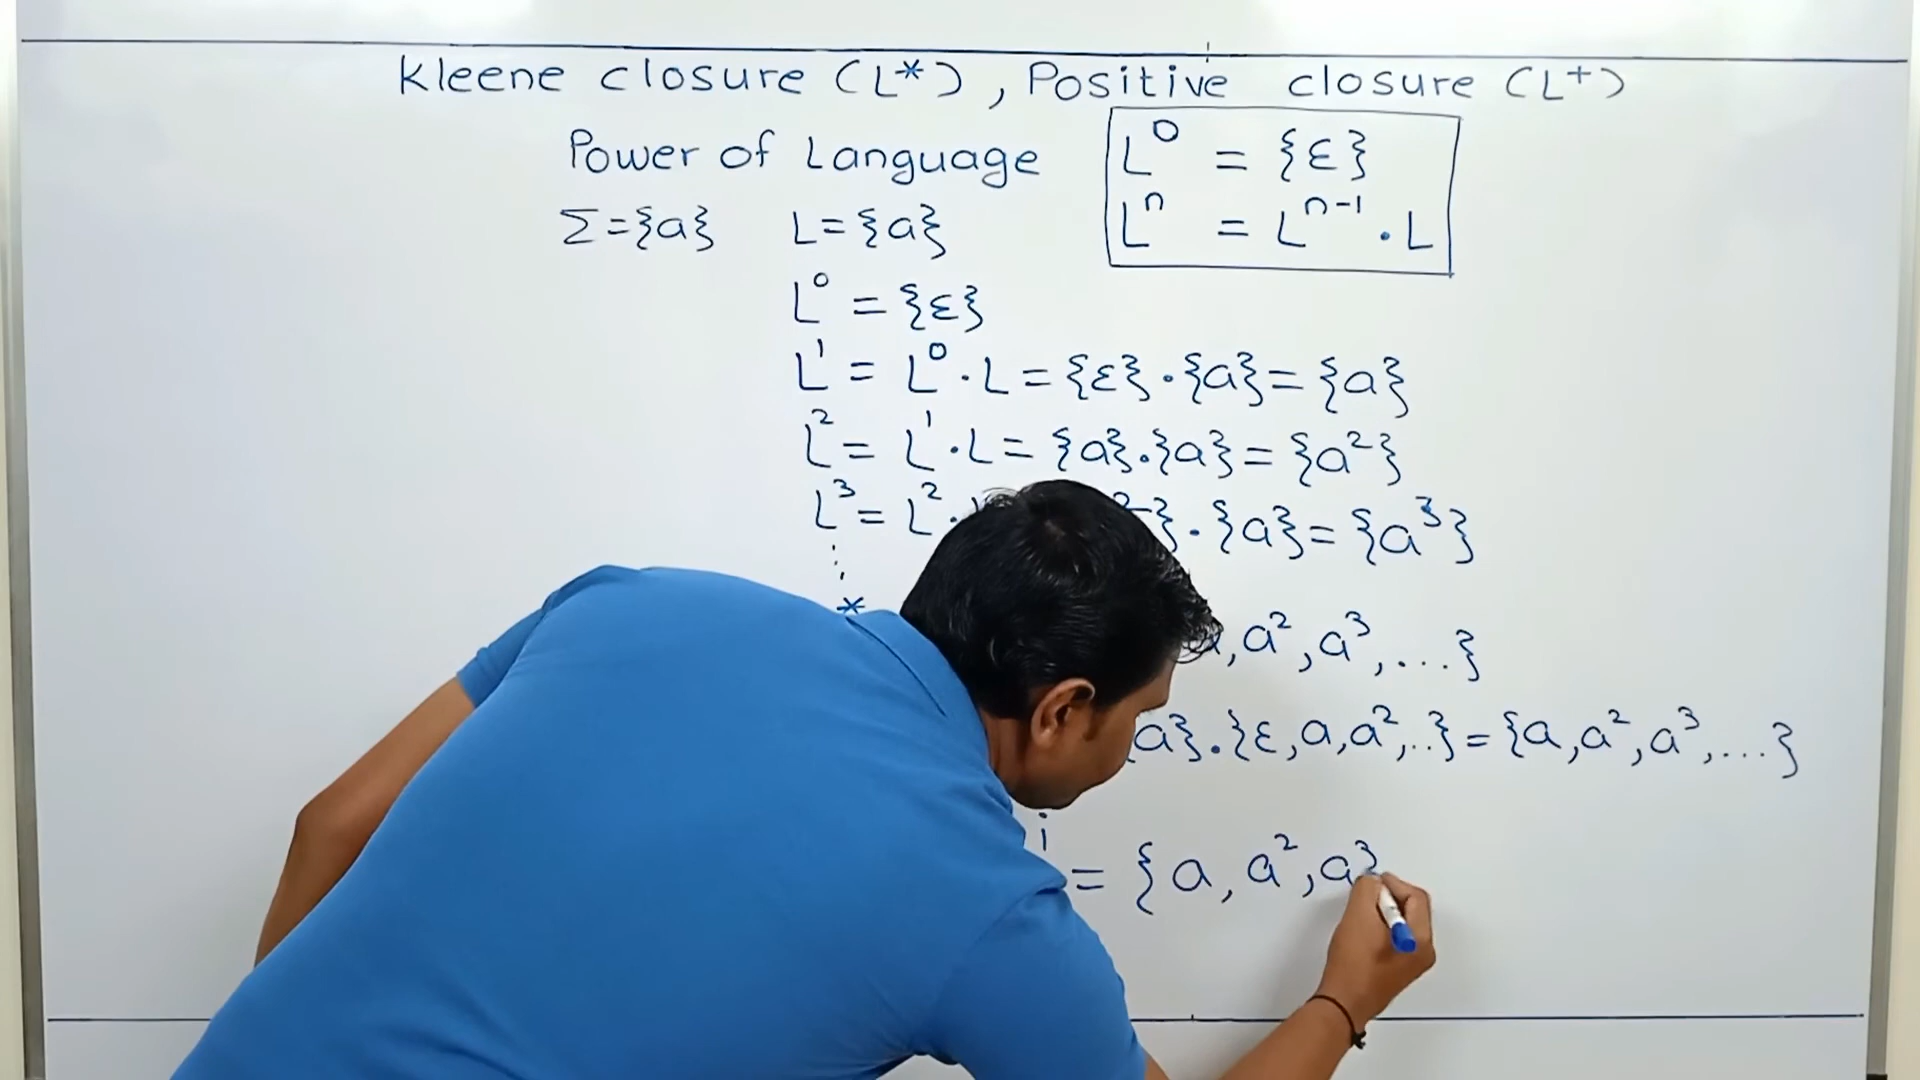 Kleene closure (L*), Positive closure (L+)
Power of Language
L⁰ = {ε}
Lⁿ = Lⁿ⁻¹ . L
Σ={a} L={a}
L⁰ = {ε}
L¹ = L⁰ . L = {ε} . {a} = {a}
L² = L¹ . L = {a}.{a} = {a²}
L³ = L² . } . {a} = {a³}
* , a², a³, ...}
a}.{ε, a, a², ..} = {a, a², a³, ...}
i = {a, a², a³